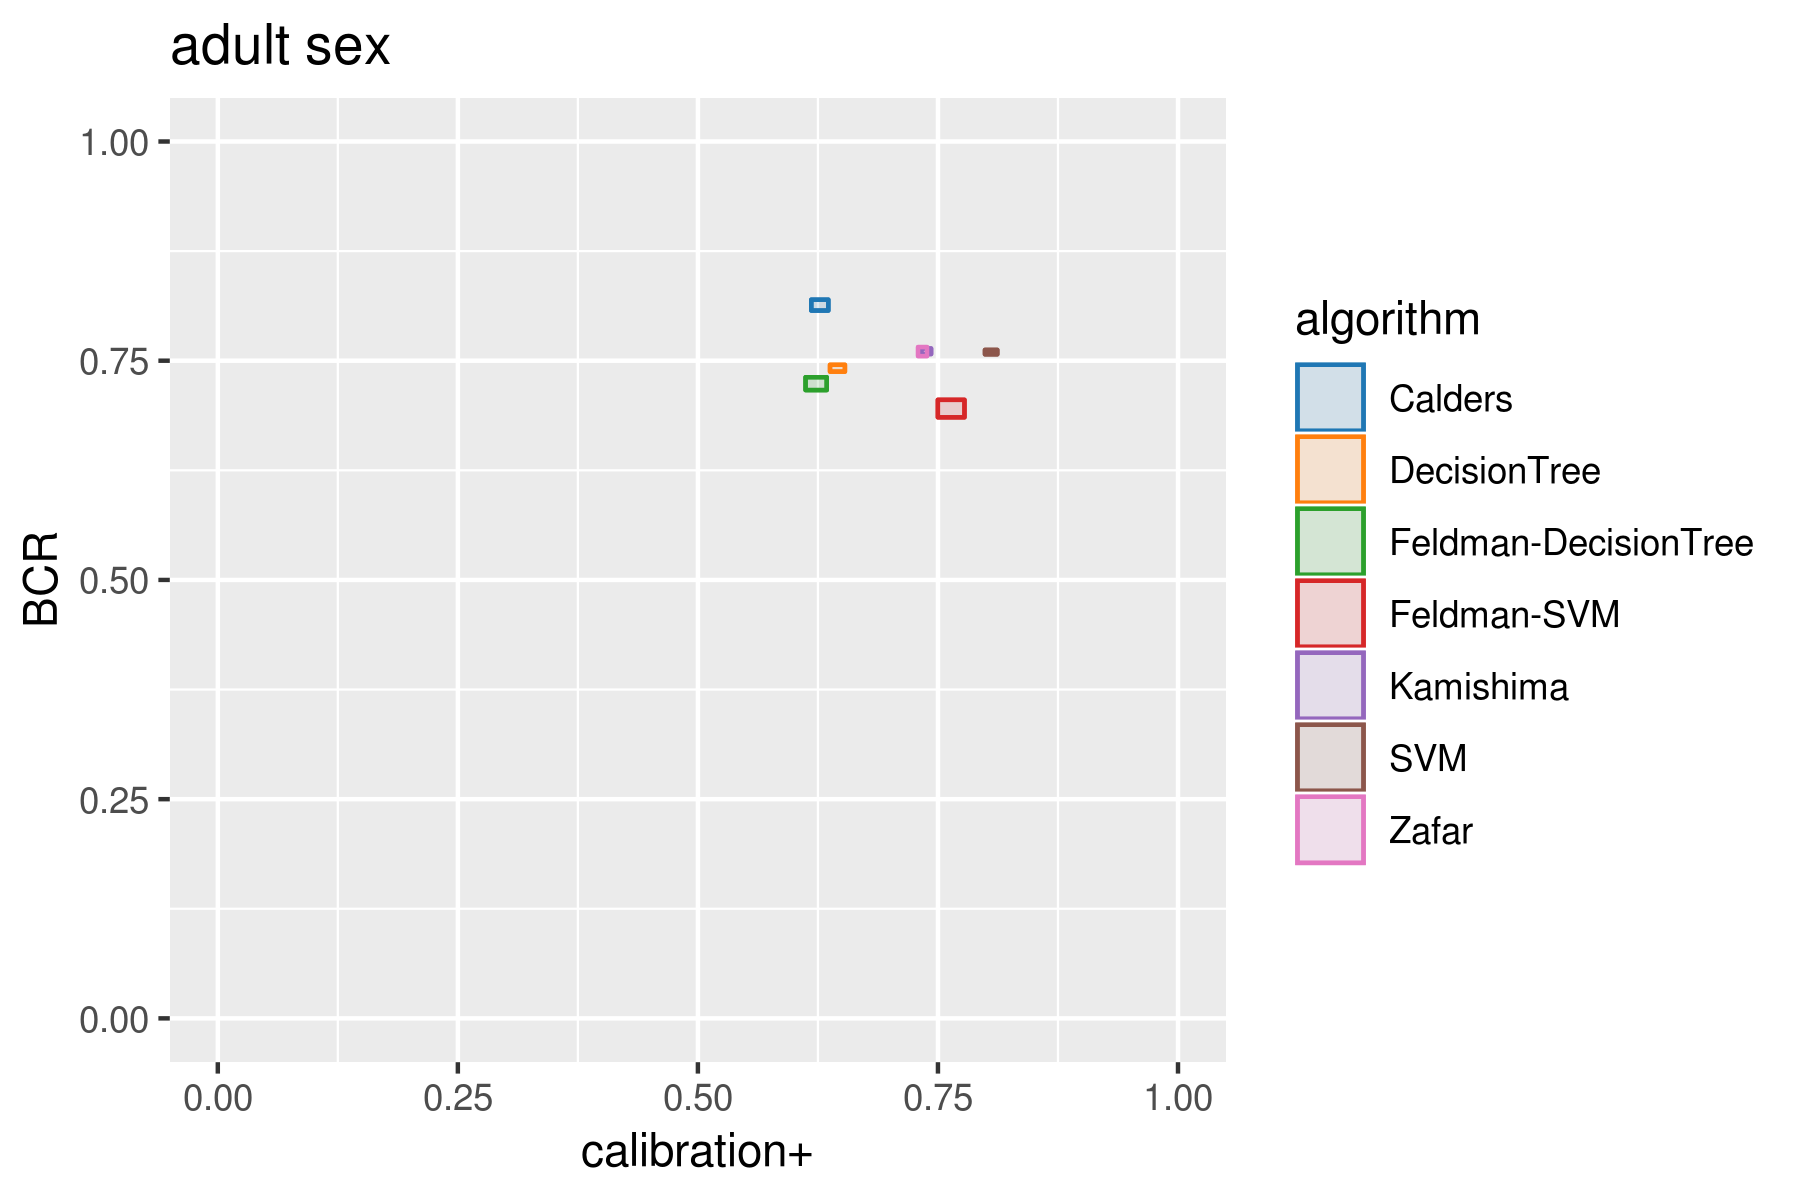 adult sex
1.00
0.75
0.50
0.25
0.00
BCR
0.00 0.25 0.50 0.75 1.00
calibration+
algorithm
Calders
DecisionTree
Feldman-DecisionTree
Feldman-SVM
Kamishima
SVM
Zafar